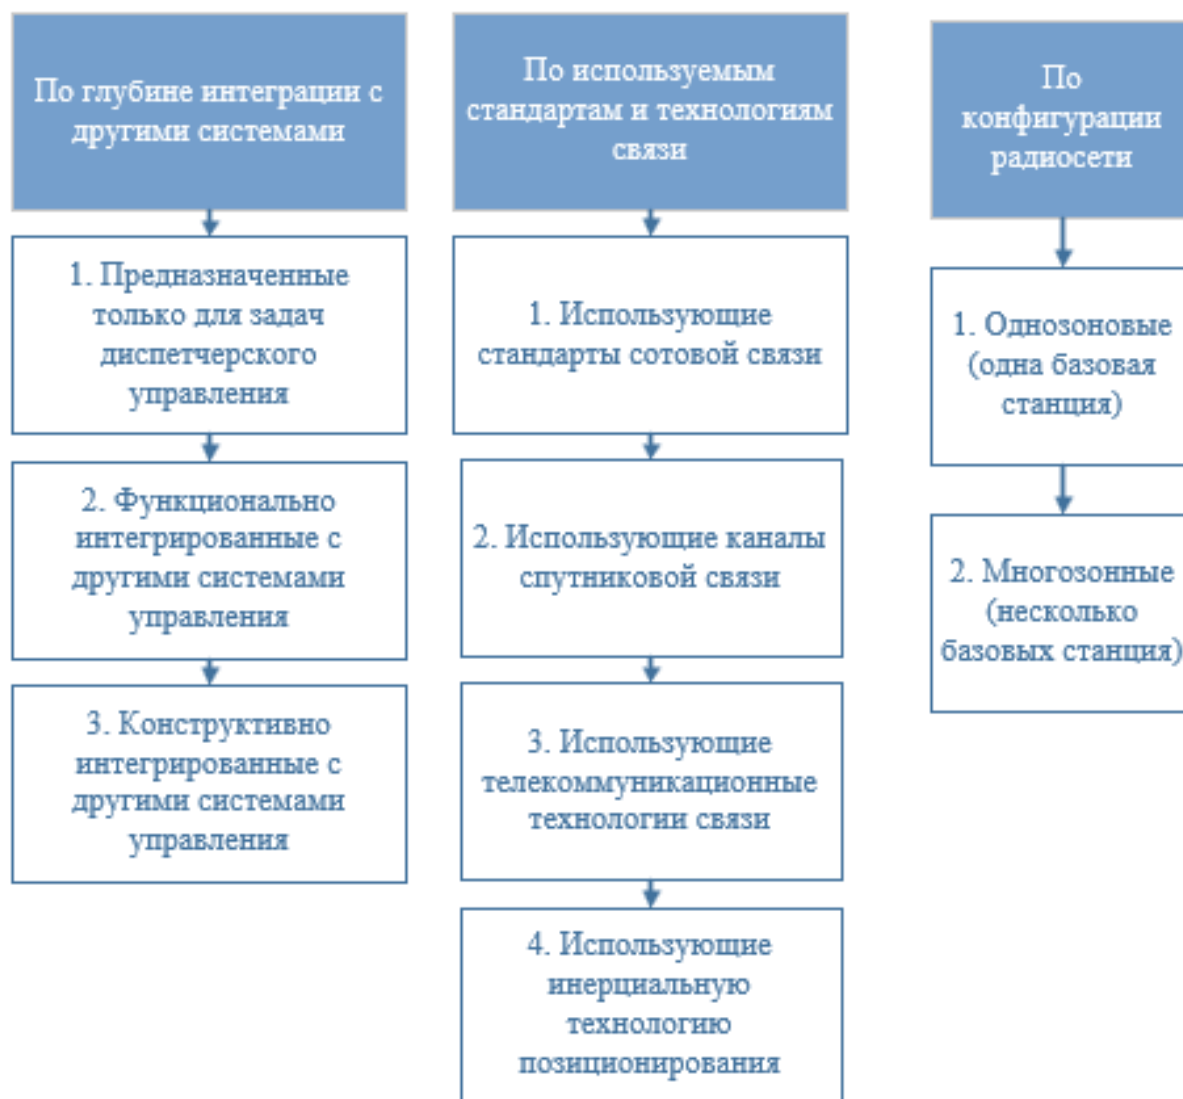 По глубине интеграции с
другими системами
1. Предназначенные
только для задач
диспетчерского
управления
2. Функционально
интегрированные с
другими системами
управления
3. Конструктивно
интегрированные с
другими системами
управления
По используемым
стандартам и технологиям
связи
1. Использующие
стандарты сотовой связи
2. Использующие каналы
спутниковой связи
3. Использующие
телекоммуникационные
технологии связи
4. Использующие
инерциальную
технологию
позиционирования
По
конфигурации
радиосети
1. Однозоновые
(одна базовая
станция)
2. Многозонные
(несколько
базовых станция)